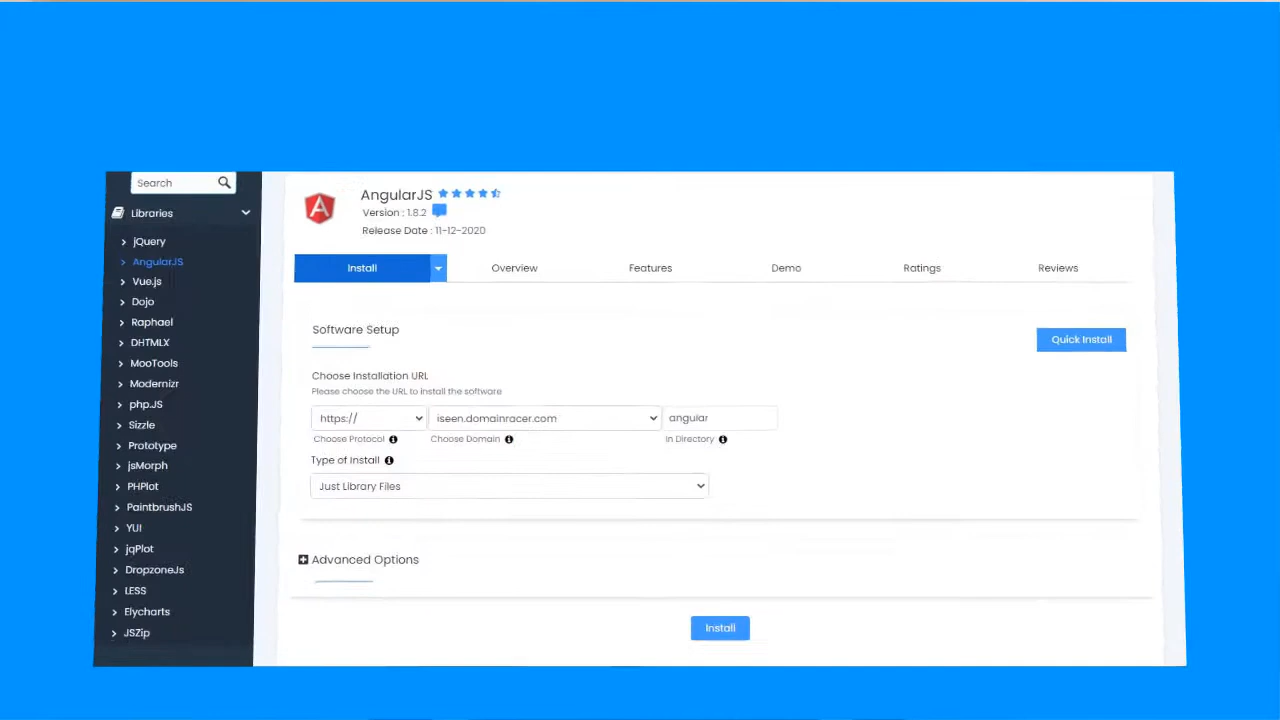 Search
Libraries
jQuery
AngularJS
Vue.js
Dojo
Raphael
DHTMLX
MooTools
Modernizr
php.JS
Sizzle
Prototype
jsMorph
PHPlot
PaintbrushJS
YUI
jqPlot
DropzoneJs
LESS
Elycharts
JSZip
AngularJS
Version : 1.8.2
Release Date : 11-12-2020
Install Overview Features Demo Ratings Reviews
Software Setup
Quick Install
Choose Installation URL
Please choose the URL to install the software
https:// iseen.domainracer.com angular
Choose Protocol Choose Domain In Directory
Type of Install
Just Library Files
Advanced Options
Install